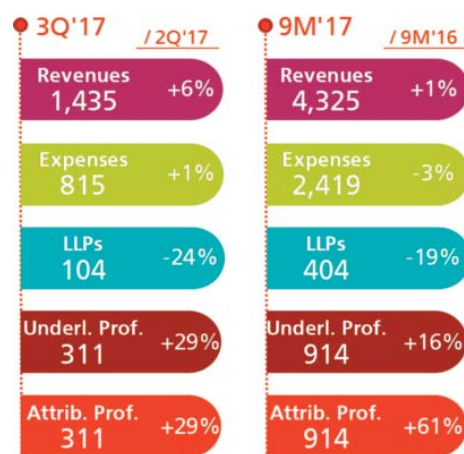 3Q'17 / 2Q'17
Revenues
1,435 +6%
Expenses
815 +1%
LLPs
104 -24%
Underl. Prof.
311 +29%
Attrib. Prof.
311 +29%
9M'17 / 9M'16
Revenues
4,325 +1%
Expenses
2,419 -3%
LLPs
404 -19%
Underl. Prof.
914 +16%
Attrib. Prof.
914 +61%